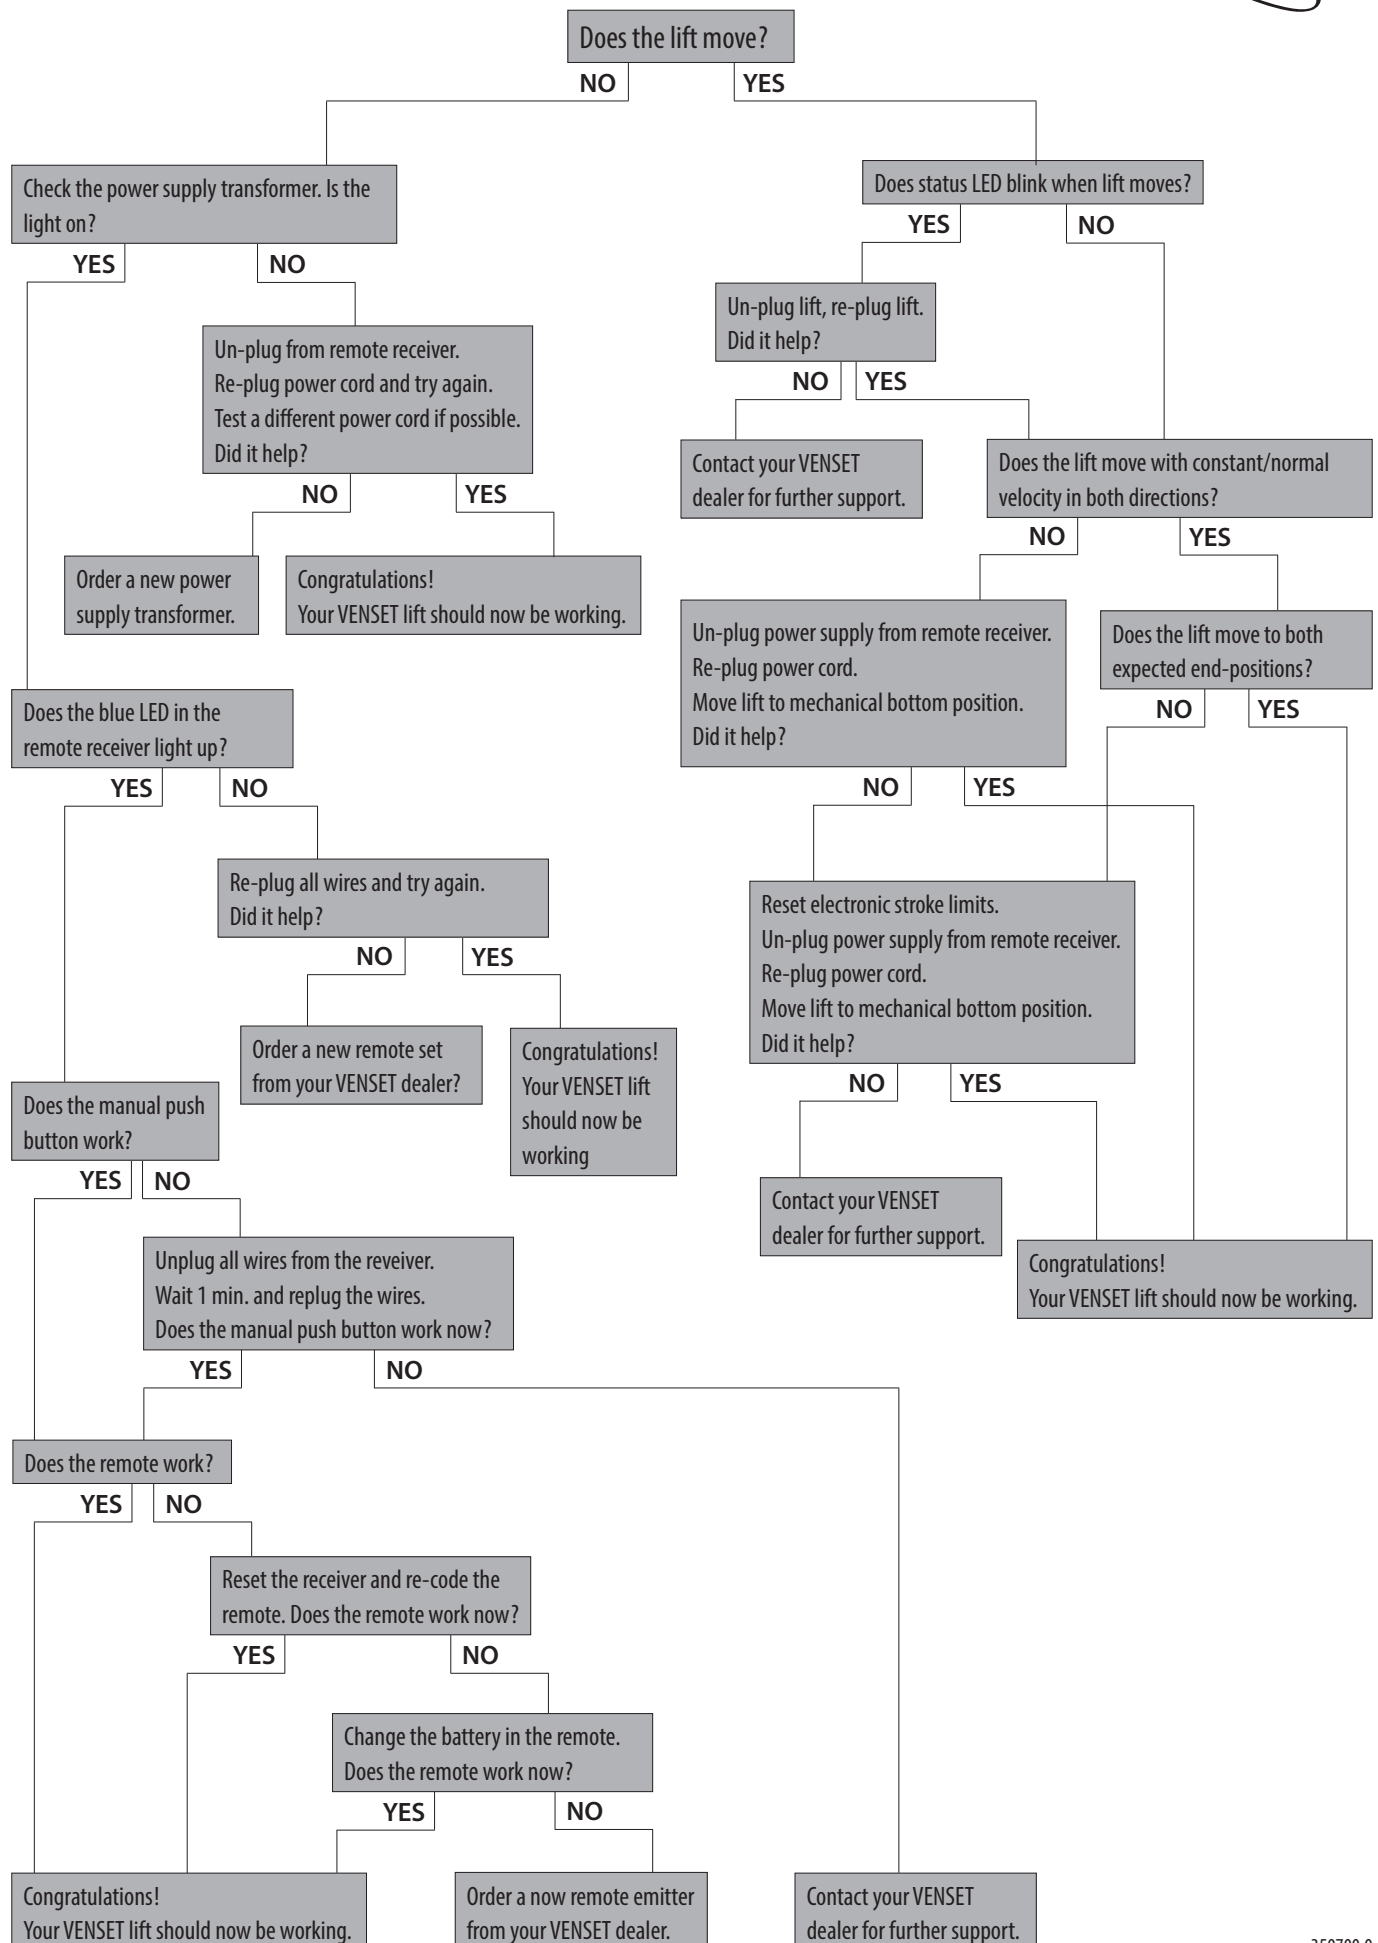 Does the lift move?
NO
YES
Check the power supply transformer. Is the
light on?
YES
NO
Does status LED blink when lift moves?
YES
NO
Un-plug from remote receiver.
Re-plug power cord and try again.
Test a different power cord if possible.
Did it help?
NO
YES
Un-plug lift, re-plug lift.
Did it help?
NO
YES
Order a new power
supply transformer.
Congratulations!
Your VENSET lift should now be working.
Contact your VENSET
dealer for further support.
Does the lift move with constant/normal
velocity in both directions?
NO
YES
Un-plug power supply from remote receiver.
Re-plug power cord.
Move lift to mechanical bottom position.
Did it help?
NO
YES
Does the lift move to both
expected end-positions?
NO
YES
Does the blue LED in the
remote receiver light up?
YES
NO
Re-plug all wires and try again.
Did it help?
NO
YES
Reset electronic stroke limits.
Un-plug power supply from remote receiver.
Re-plug power cord.
Move lift to mechanical bottom position.
Did it help?
NO
YES
Order a new remote set
from your VENSET dealer?
Congratulations!
Your VENSET lift
should now be
working
Does the manual push
button work?
YES
NO
Contact your VENSET
dealer for further support.
Congratulations!
Your VENSET lift should now be working.
Unplug all wires from the reveiver.
Wait 1 min. and replug the wires.
Does the manual push button work now?
YES
NO
Does the remote work?
YES
NO
Reset the receiver and re-code the
remote. Does the remote work now?
YES
NO
Change the battery in the remote.
Does the remote work now?
YES
NO
Congratulations!
Your VENSET lift should now be working.
Order a now remote emitter
from your VENSET dealer.
Contact your VENSET
dealer for further support.